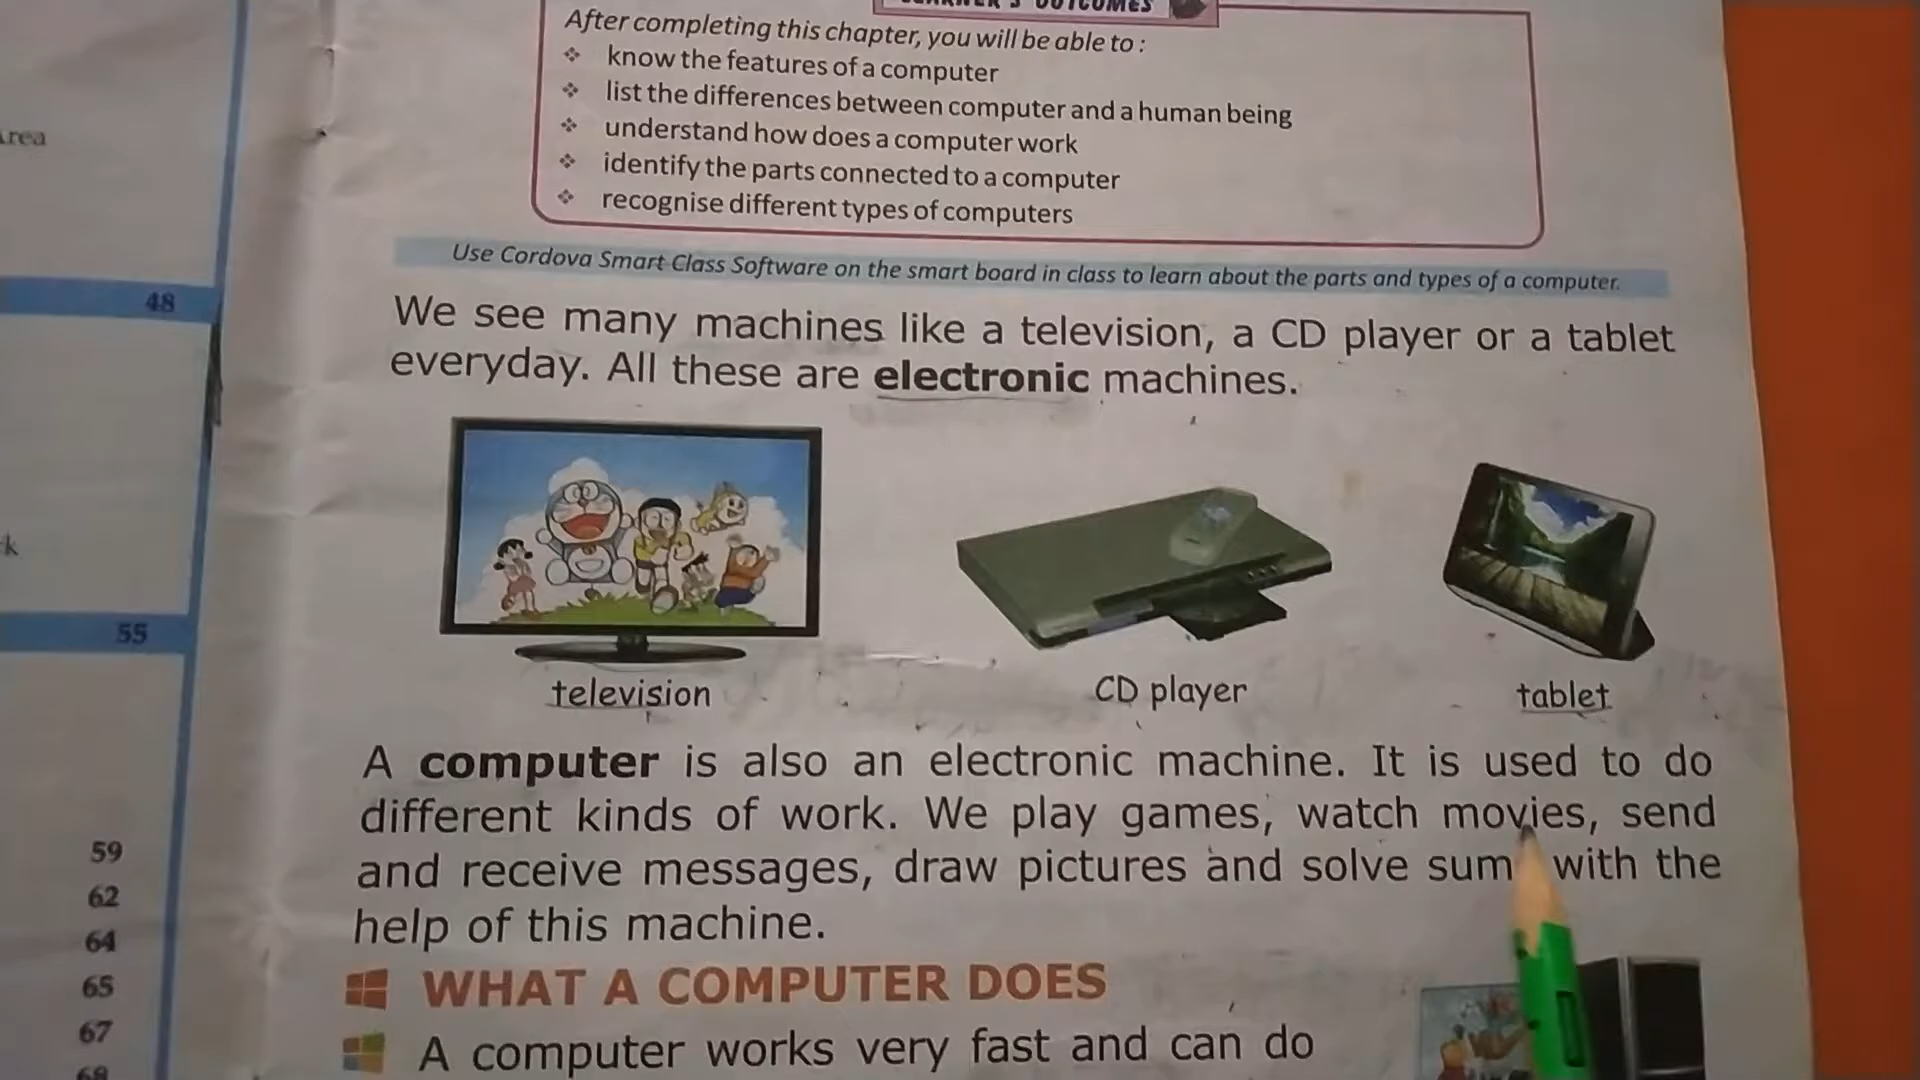 LEARNER'S OUTCOMES
After completing this chapter, you will be able to :
❖ know the features of a computer
❖ list the differences between computer and a human being
❖ understand how does a computer work
❖ identify the parts connected to a computer
❖ recognise different types of computers
Use Cordova Smart Class Software on the smart board in class to learn about the parts and types of a computer.
We see many machines like a television, a CD player or a tablet
everyday. All these are electronic machines.
television
CD player
tablet
A computer is also an electronic machine. It is used to do
different kinds of work. We play games, watch movies, send
and receive messages, draw pictures and solve sum with the
help of this machine.
WHAT A COMPUTER DOES
A computer works very fast and can do
48
55
59
62
64
65
67
68